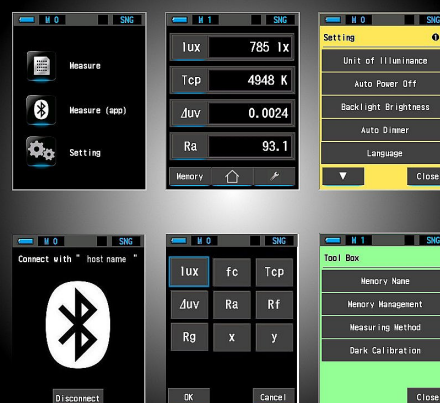 M 0 SNG
Measure
Measure (app)
Setting
M 1 SNG
lux 785 lx
Tcp 4948 K
Δuv 0.0024
Ra 93.1
Memory
M 0 SNG
Setting
Unit of Illuminance
Auto Power Off
Backlight Brightness
Auto Dimmer
Language
▼ Close
M 0 SNG
Connect with " host name "
Disconnect
M 0 SNG
lux fc Tcp
Δuv Ra Rf
Rg x y
OK Cancel
M 1 SNG
Tool Box
Memory Name
Memory Management
Measuring Method
Dark Calibration
Close